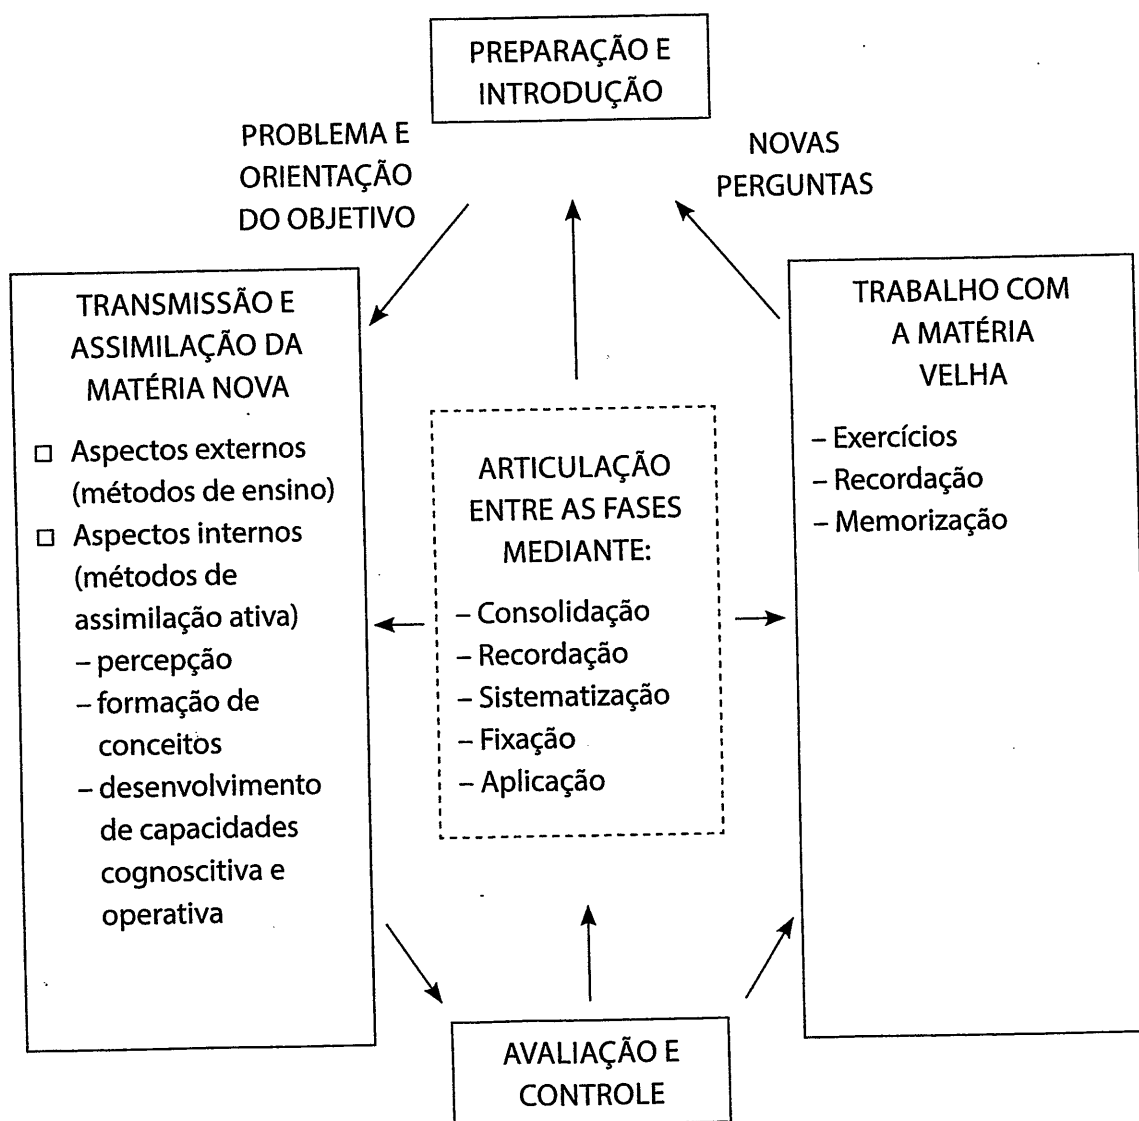 PREPARAÇÃO E
INTRODUÇÃO
PROBLEMA E
ORIENTAÇÃO
DO OBJETIVO
NOVAS
PERGUNTAS
TRANSMISSÃO E
ASSIMILAÇÃO DA
MATÉRIA NOVA
□ Aspectos externos
(métodos de ensino)
□ Aspectos internos
(métodos de
assimilação ativa)
– percepção
– formação de
conceitos
– desenvolvimento
de capacidades
cognoscitiva e
operativa
ARTICULAÇÃO
ENTRE AS FASES
MEDIANTE:
– Consolidação
– Recordação
– Sistematização
– Fixação
– Aplicação
TRABALHO COM
A MATÉRIA
VELHA
– Exercícios
– Recordação
– Memorização
AVALIAÇÃO E
CONTROLE